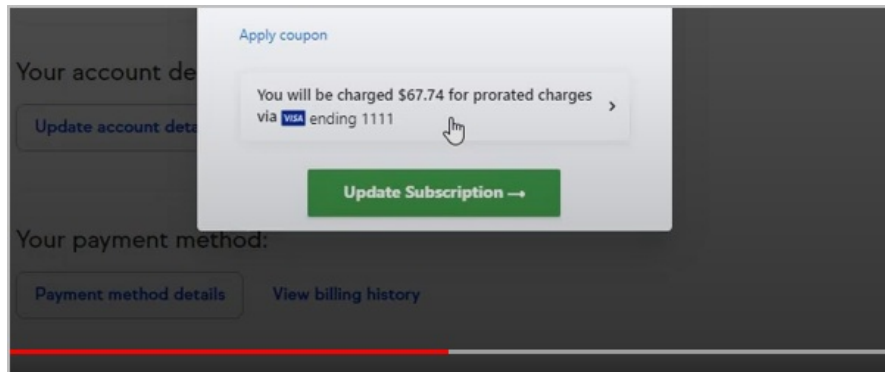 Apply coupon
Your account de
You will be charged $67.74 for prorated charges
via VISA ending 1111
Update account deta
Update Subscription →
Your payment method:
Payment method details
View billing history